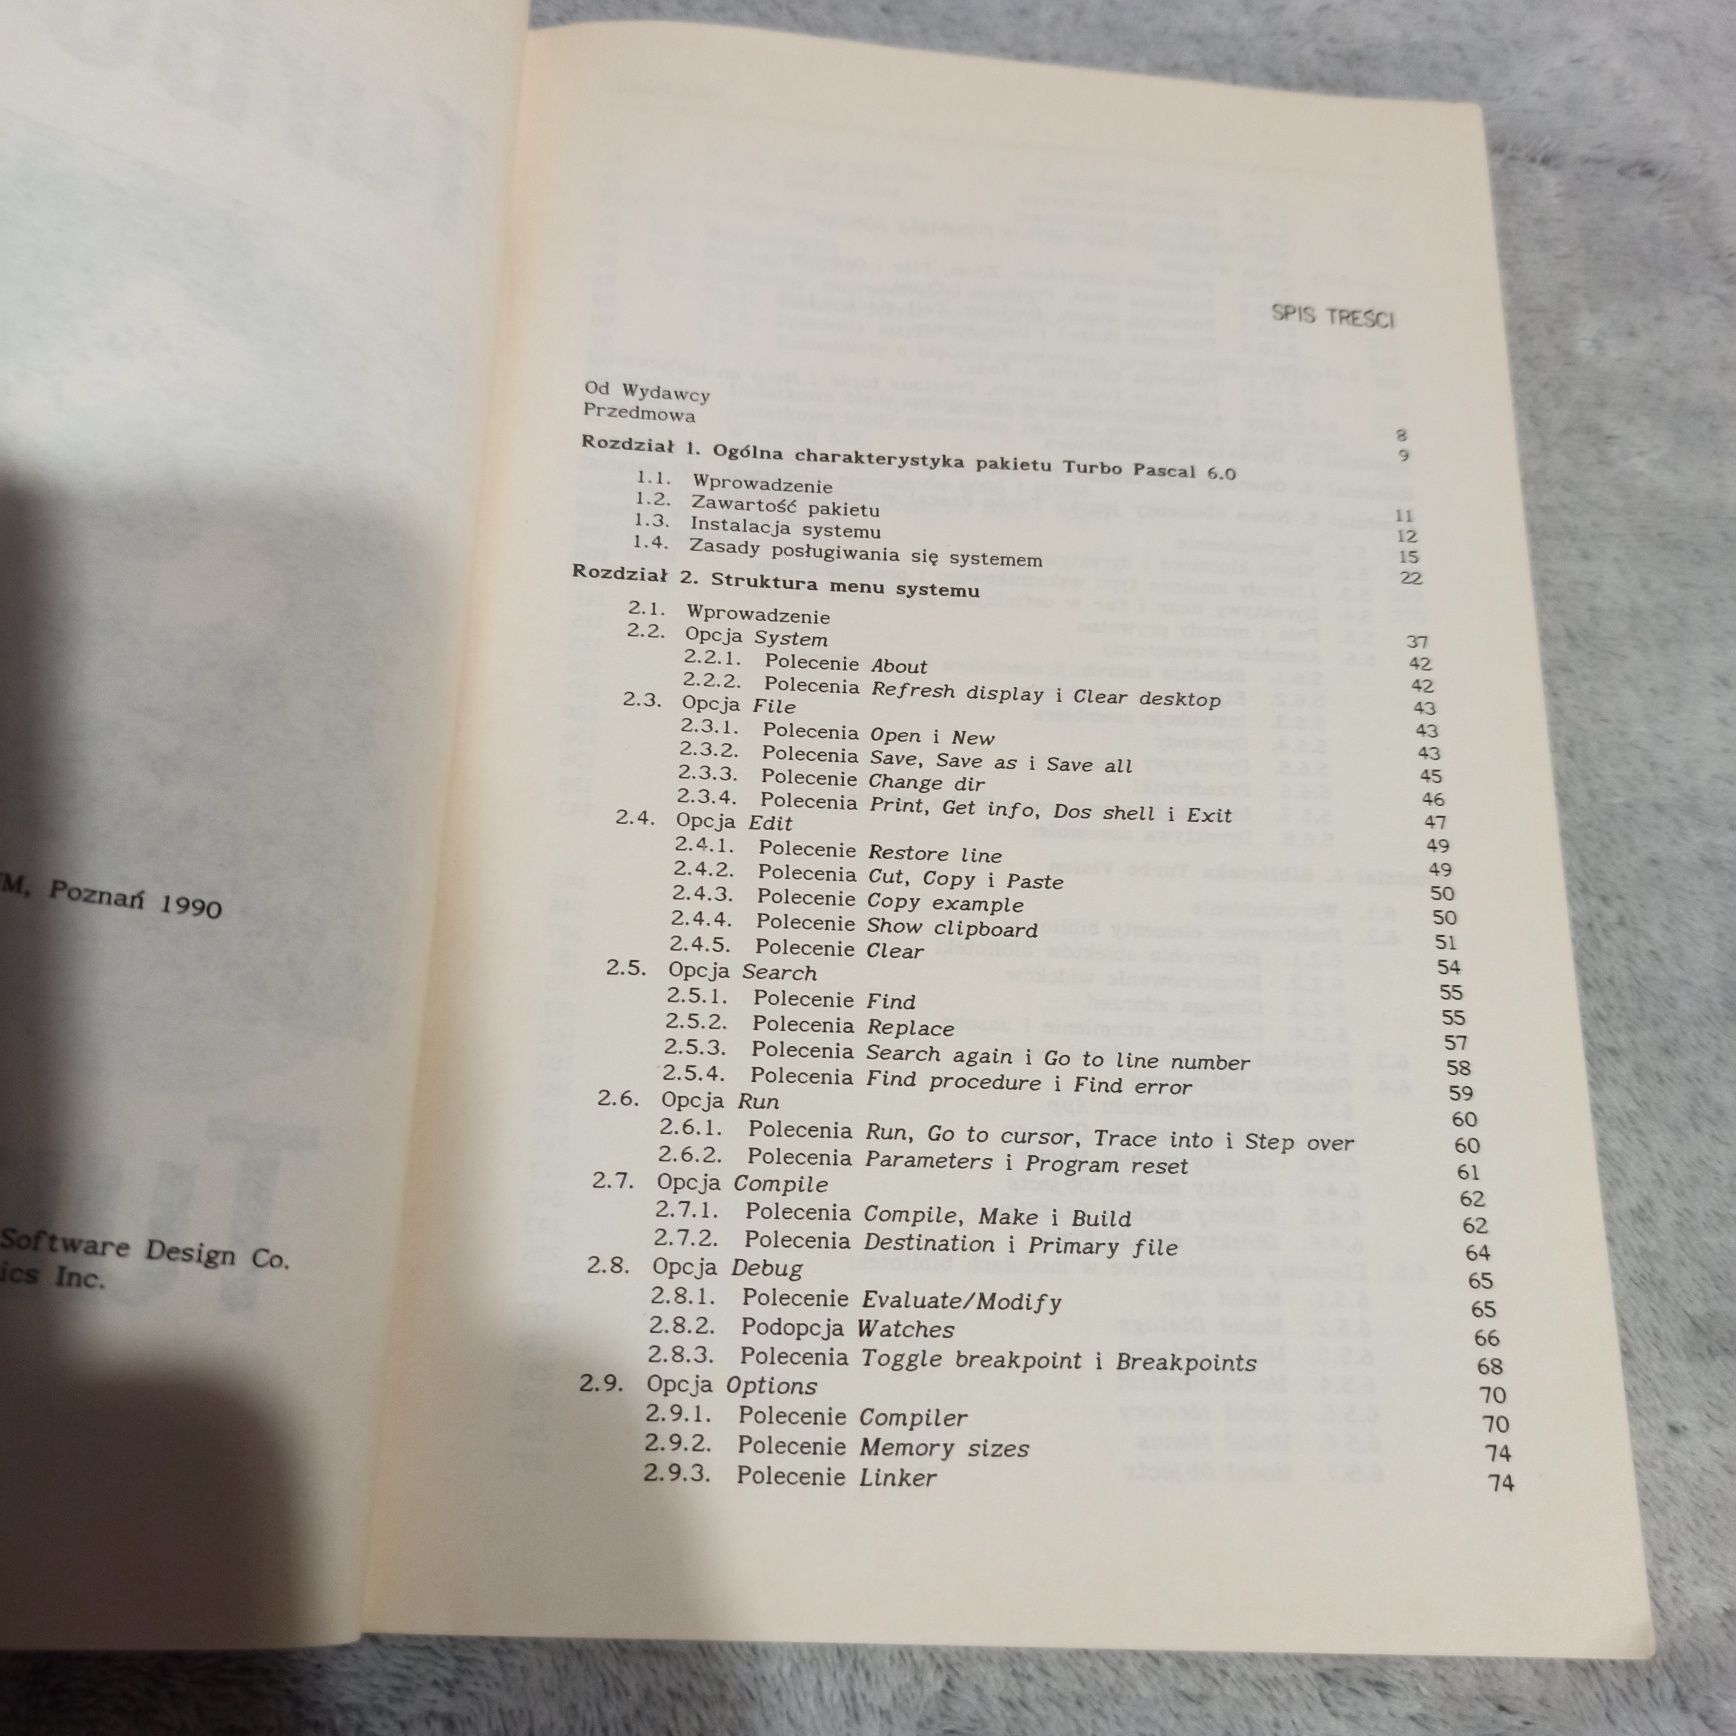 M, Poznań 1990
Software Design Co.
ics Inc.
SPIS TREŚCI
Od Wydawcy 8
Przedmowa 9
Rozdział 1. Ogólna charakterystyka pakietu Turbo Pascal 6.0
1.1. Wprowadzenie 11
1.2. Zawartość pakietu 12
1.3. Instalacja systemu 15
1.4. Zasady posługiwania się systemem 22
Rozdział 2. Struktura menu systemu
2.1. Wprowadzenie 37
2.2. Opcja System 42
2.2.1. Polecenie About 42
2.2.2. Polecenia Refresh display i Clear desktop 43
2.3. Opcja File 43
2.3.1. Polecenia Open i New 43
2.3.2. Polecenia Save, Save as i Save all 45
2.3.3. Polecenie Change dir 46
2.3.4. Polecenia Print, Get info, Dos shell i Exit 47
2.4. Opcja Edit 49
2.4.1. Polecenie Restore line 49
2.4.2. Polecenia Cut, Copy i Paste 50
2.4.3. Polecenie Copy example 50
2.4.4. Polecenie Show clipboard 51
2.4.5. Polecenie Clear 54
2.5. Opcja Search 55
2.5.1. Polecenie Find 55
2.5.2. Polecenia Replace 57
2.5.3. Polecenia Search again i Go to line number 58
2.5.4. Polecenia Find procedure i Find error 59
2.6. Opcja Run 60
2.6.1. Polecenia Run, Go to cursor, Trace into i Step over 60
2.6.2. Polecenia Parameters i Program reset 61
2.7. Opcja Compile 62
2.7.1. Polecenia Compile, Make i Build 62
2.7.2. Polecenia Destination i Primary file 64
2.8. Opcja Debug 65
2.8.1. Polecenie Evaluate/Modify 65
2.8.2. Podopcja Watches 66
2.8.3. Polecenia Toggle breakpoint i Breakpoints 68
2.9. Opcja Options 70
2.9.1. Polecenie Compiler 70
2.9.2. Polecenie Memory sizes 74
2.9.3. Polecenie Linker 74